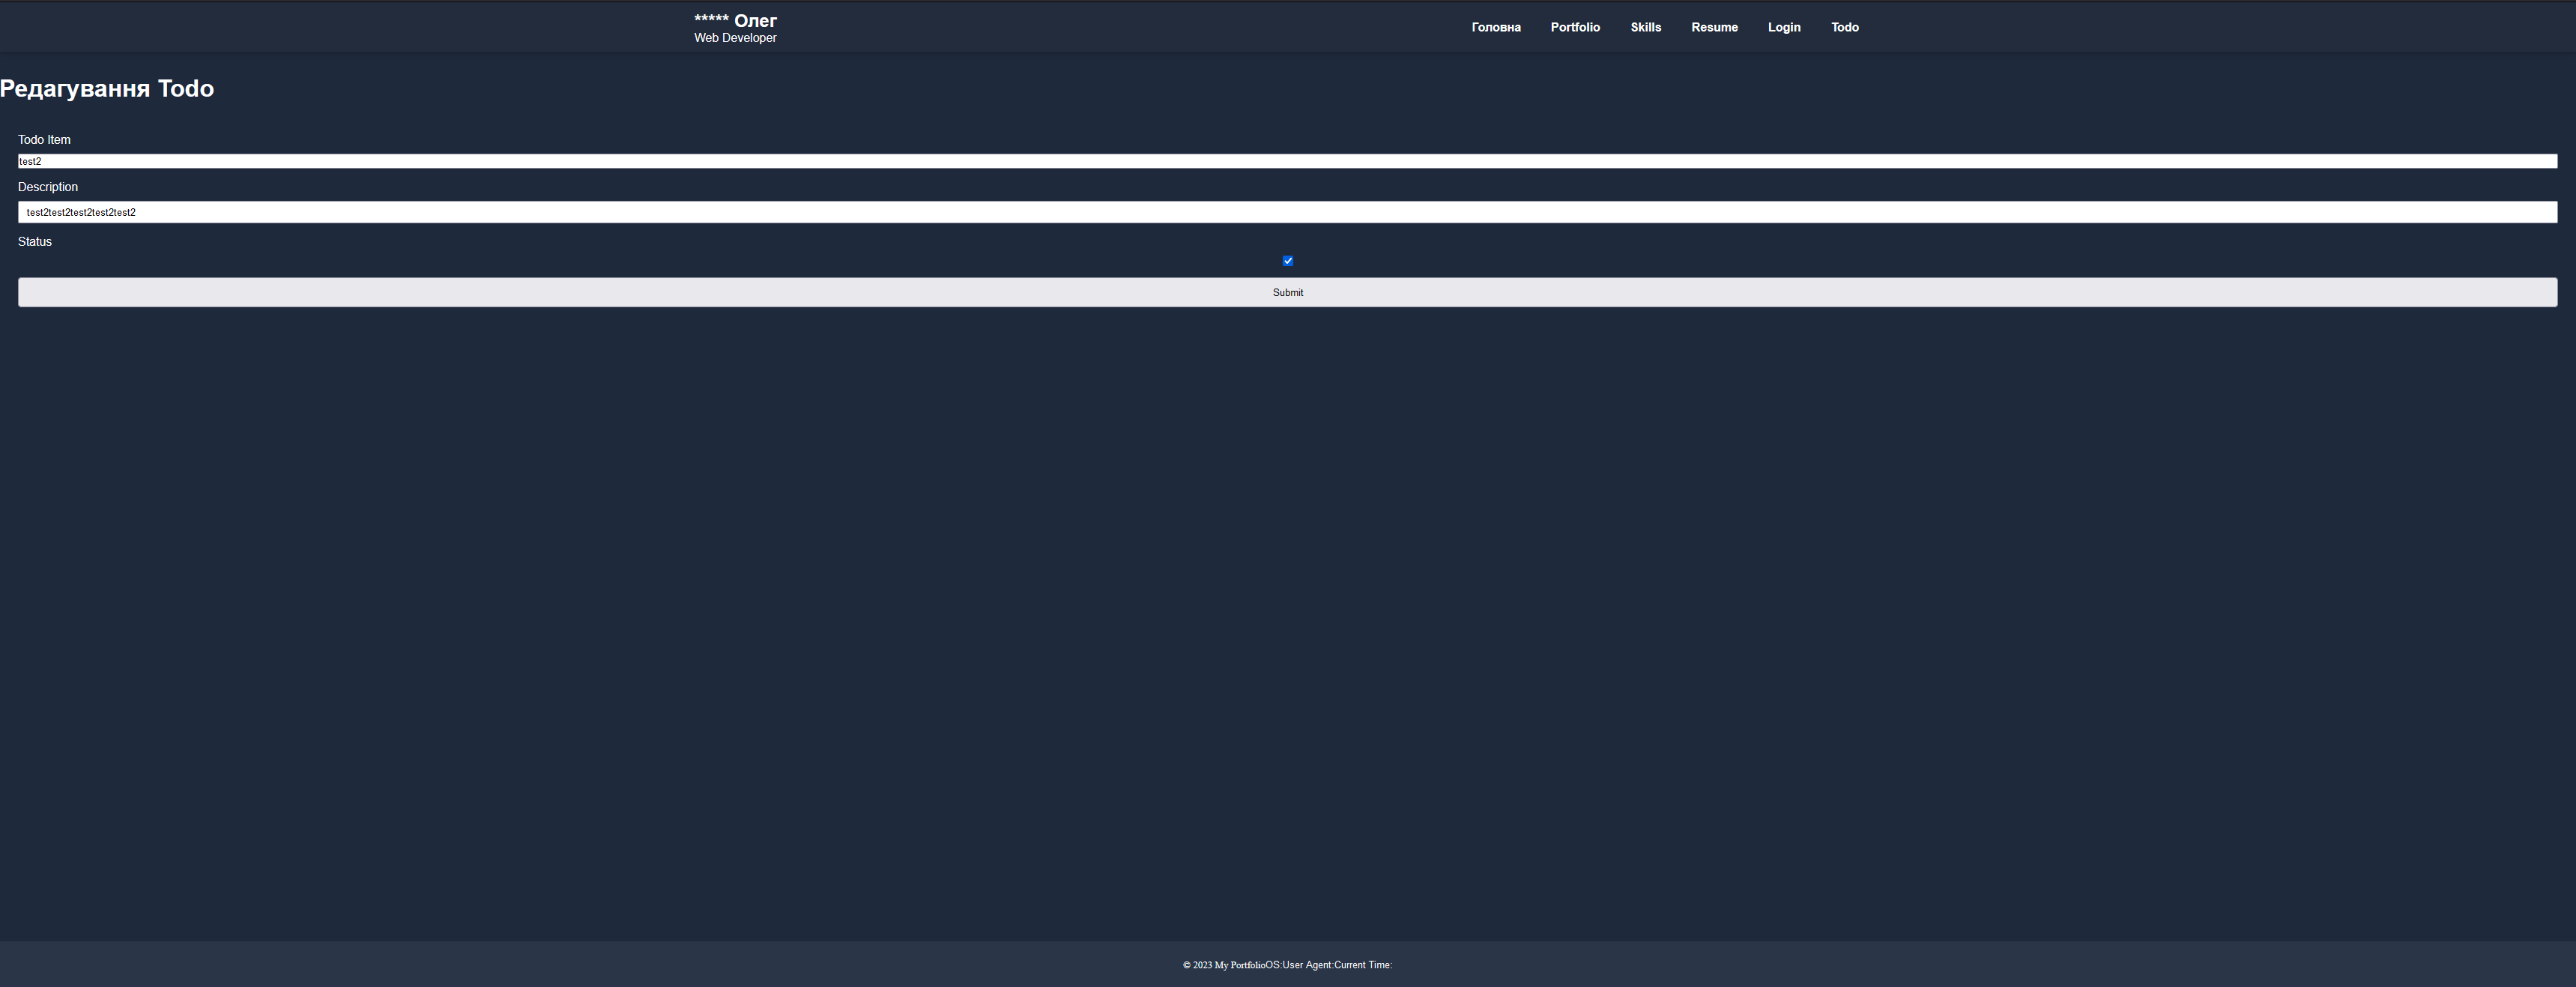 ***** Олег
Web Developer
Головна Portfolio Skills Resume Login Todo
Редагування Todo
Todo Item
test2
Description
test2test2test2test2test2
Status
Submit
© 2023 My PortfolioOS:User Agent:Current Time: